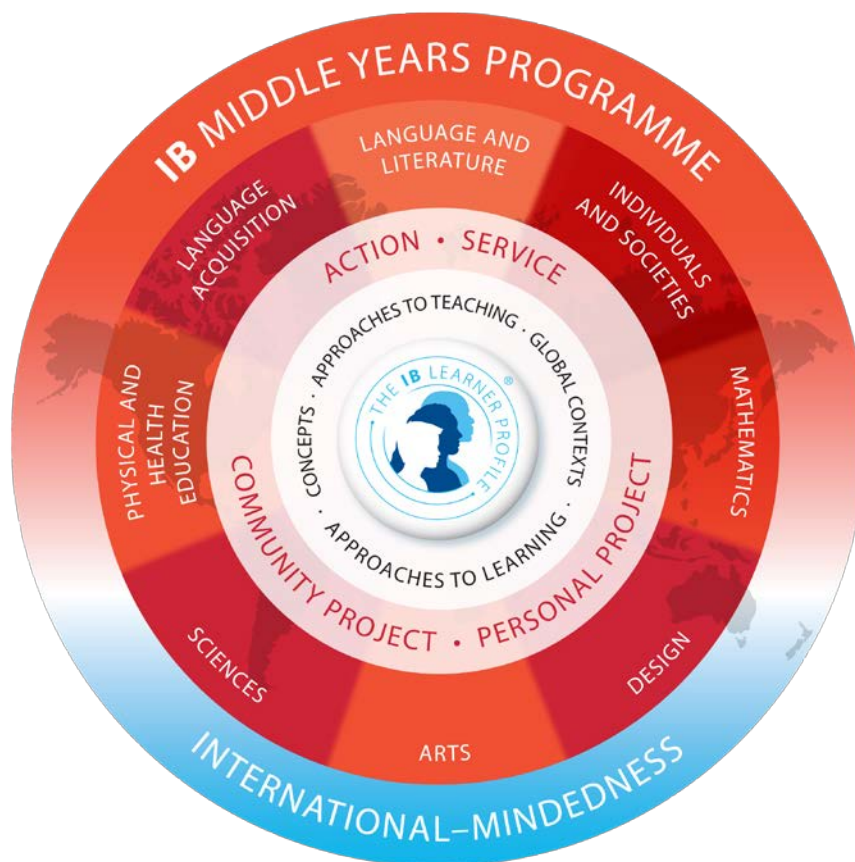 IB MIDDLE YEARS PROGRAMME
LANGUAGE AND
LITERATURE
INDIVIDUALS
AND SOCIETIES
MATHEMATICS
DESIGN
ARTS
SCIENCES
PHYSICAL AND
HEALTH
EDUCATION
LANGUAGE
ACQUISITION
ACTION • SERVICE
PERSONAL PROJECT
• COMMUNITY PROJECT
APPROACHES TO TEACHING · GLOBAL CONTEXTS ·
APPROACHES TO LEARNING
· CONCEPTS ·
THE IB LEARNER PROFILE®
INTERNATIONAL–MINDEDNESS